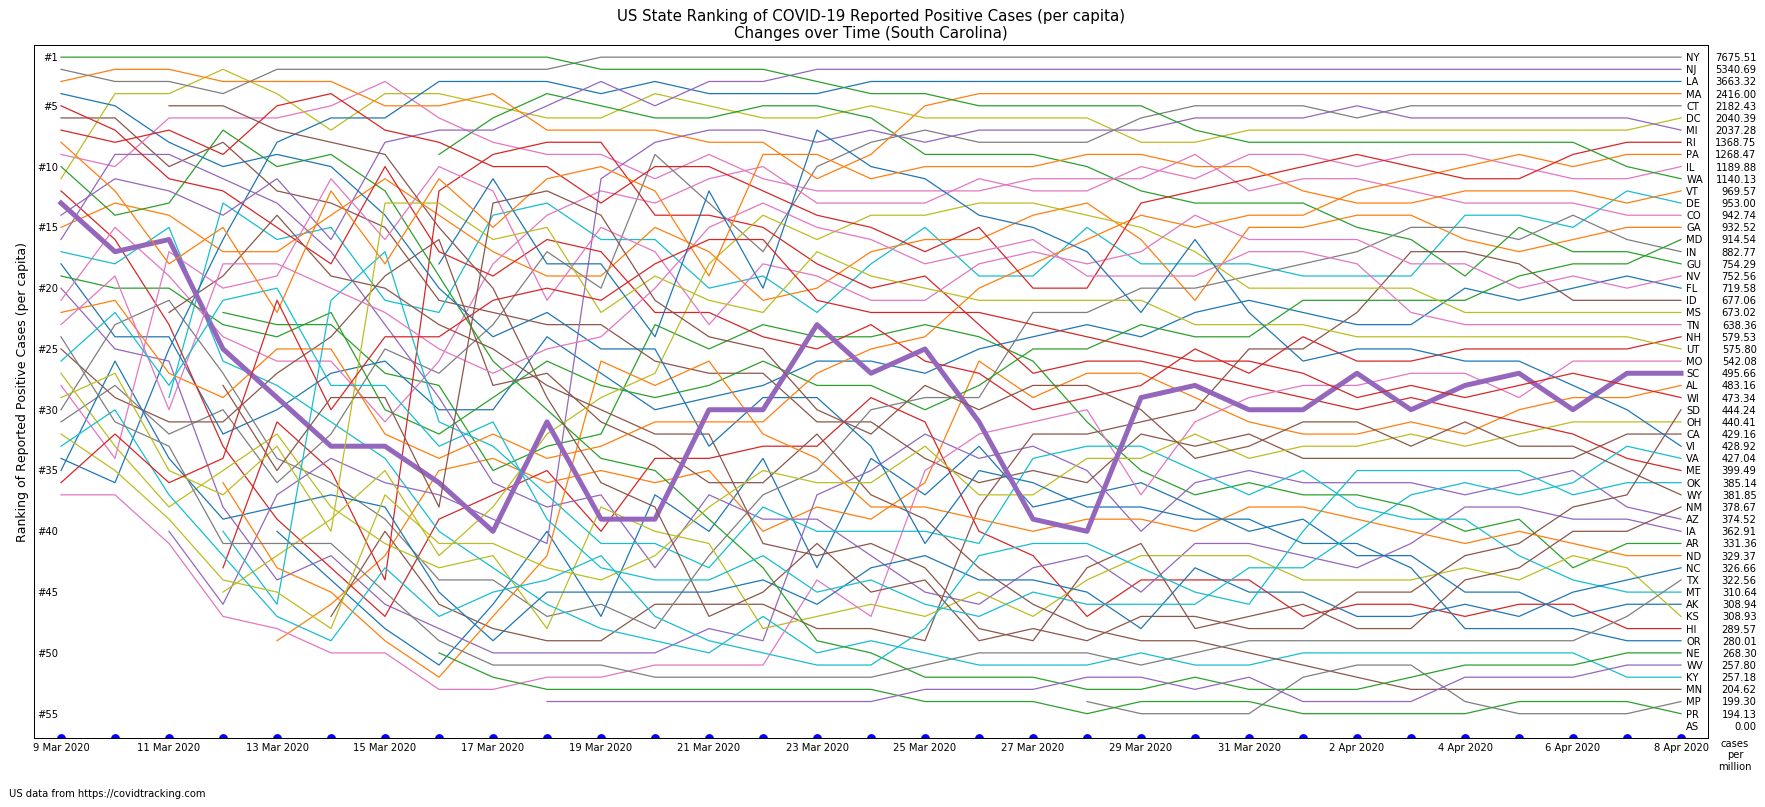 US State Ranking of COVID-19 Reported Positive Cases (per capita)
Changes over Time (South Carolina)
Ranking of Reported Positive Cases (per capita)
#1
#5
#10
#15
#20
#25
#30
#35
#40
#45
#50
#55
NY 7675.51
NJ 5340.69
LA 3663.32
MA 2416.00
CT 2182.43
DC 2040.39
MI 2037.28
RI 1368.75
PA 1268.47
IL 1189.88
WA 1140.13
VT 969.57
DE 953.00
CO 942.74
GA 932.52
MD 914.54
IN 882.77
GU 754.29
NV 752.56
FL 719.58
ID 677.06
MS 673.02
TN 638.36
NH 579.53
UT 575.80
MO 542.08
SC 495.66
AL 483.16
WI 473.34
SD 444.24
OH 440.41
CA 429.16
VI 428.92
VA 427.04
ME 399.49
OK 385.14
WY 381.85
NM 378.67
AZ 374.52
IA 362.91
AR 331.36
ND 329.37
NC 326.66
TX 322.56
MT 310.64
AK 308.94
KS 308.93
HI 289.57
OR 280.01
NE 268.30
WV 257.80
KY 257.18
MN 204.62
MP 199.30
PR 194.13
AS 0.00
9 Mar 2020 11 Mar 2020 13 Mar 2020 15 Mar 2020 17 Mar 2020 19 Mar 2020 21 Mar 2020 23 Mar 2020 25 Mar 2020 27 Mar 2020 29 Mar 2020 31 Mar 2020 2 Apr 2020 4 Apr 2020 6 Apr 2020 8 Apr 2020
cases
per
million
US data from https://covidtracking.com